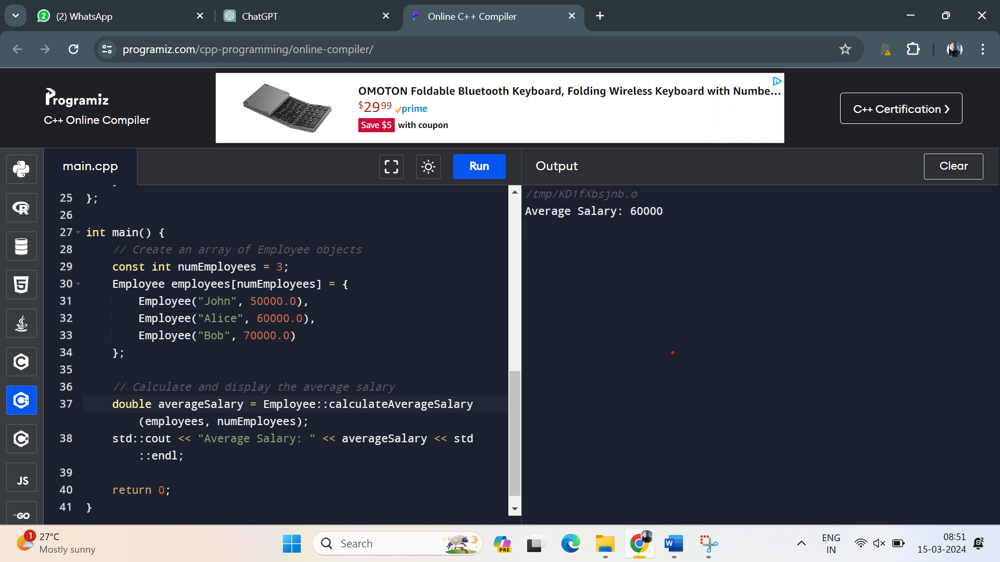 (2) WhatsApp
ChatGPT
Online C++ Compiler
programiz.com/cpp-programming/online-compiler/
Programiz
C++ Online Compiler
OMOTON Foldable Bluetooth Keyboard, Folding Wireless Keyboard with Numbe...
$29 99 prime
Save $5 with coupon
C++ Certification ❯
main.cpp
Run
Output
Clear
25 };
26
27 int main() {
28 // Create an array of Employee objects
29 const int numEmployees = 3;
30 Employee employees[numEmployees] = {
31 Employee("John", 50000.0),
32 Employee("Alice", 60000.0),
33 Employee("Bob", 70000.0)
34 };
35
36 // Calculate and display the average salary
37 double averageSalary = Employee::calculateAverageSalary
(employees, numEmployees);
38 std::cout << "Average Salary: " << averageSalary << std
::endl;
39
40 return 0;
41 }
/tmp/KD1fXbsjnb.o
Average Salary: 60000
JS
GO
1
27°C
Mostly sunny
Search
PRE
W
ENG
IN
08:51
15-03-2024